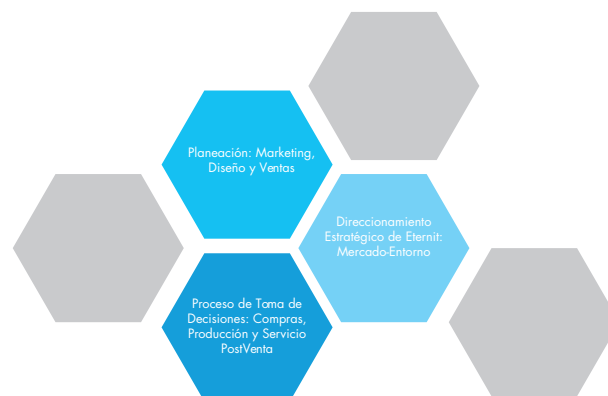 Planeación: Marketing,
Diseño y Ventas
Direccionamiento
Estratégico de Eternit:
Mercado-Entorno
Proceso de Toma de
Decisiones: Compras,
Producción y Servicio
PostVenta